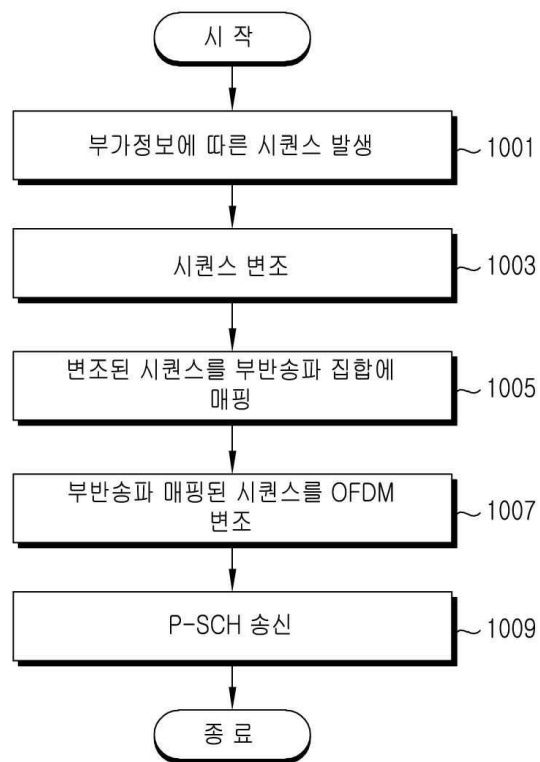 시 작
부가정보에 따른 시퀀스 발생
1001
시퀀스 변조
1003
변조된 시퀀스를 부반송파 집합에
매핑
1005
부반송파 매핑된 시퀀스를 OFDM
변조
1007
P-SCH 송신
1009
종 료